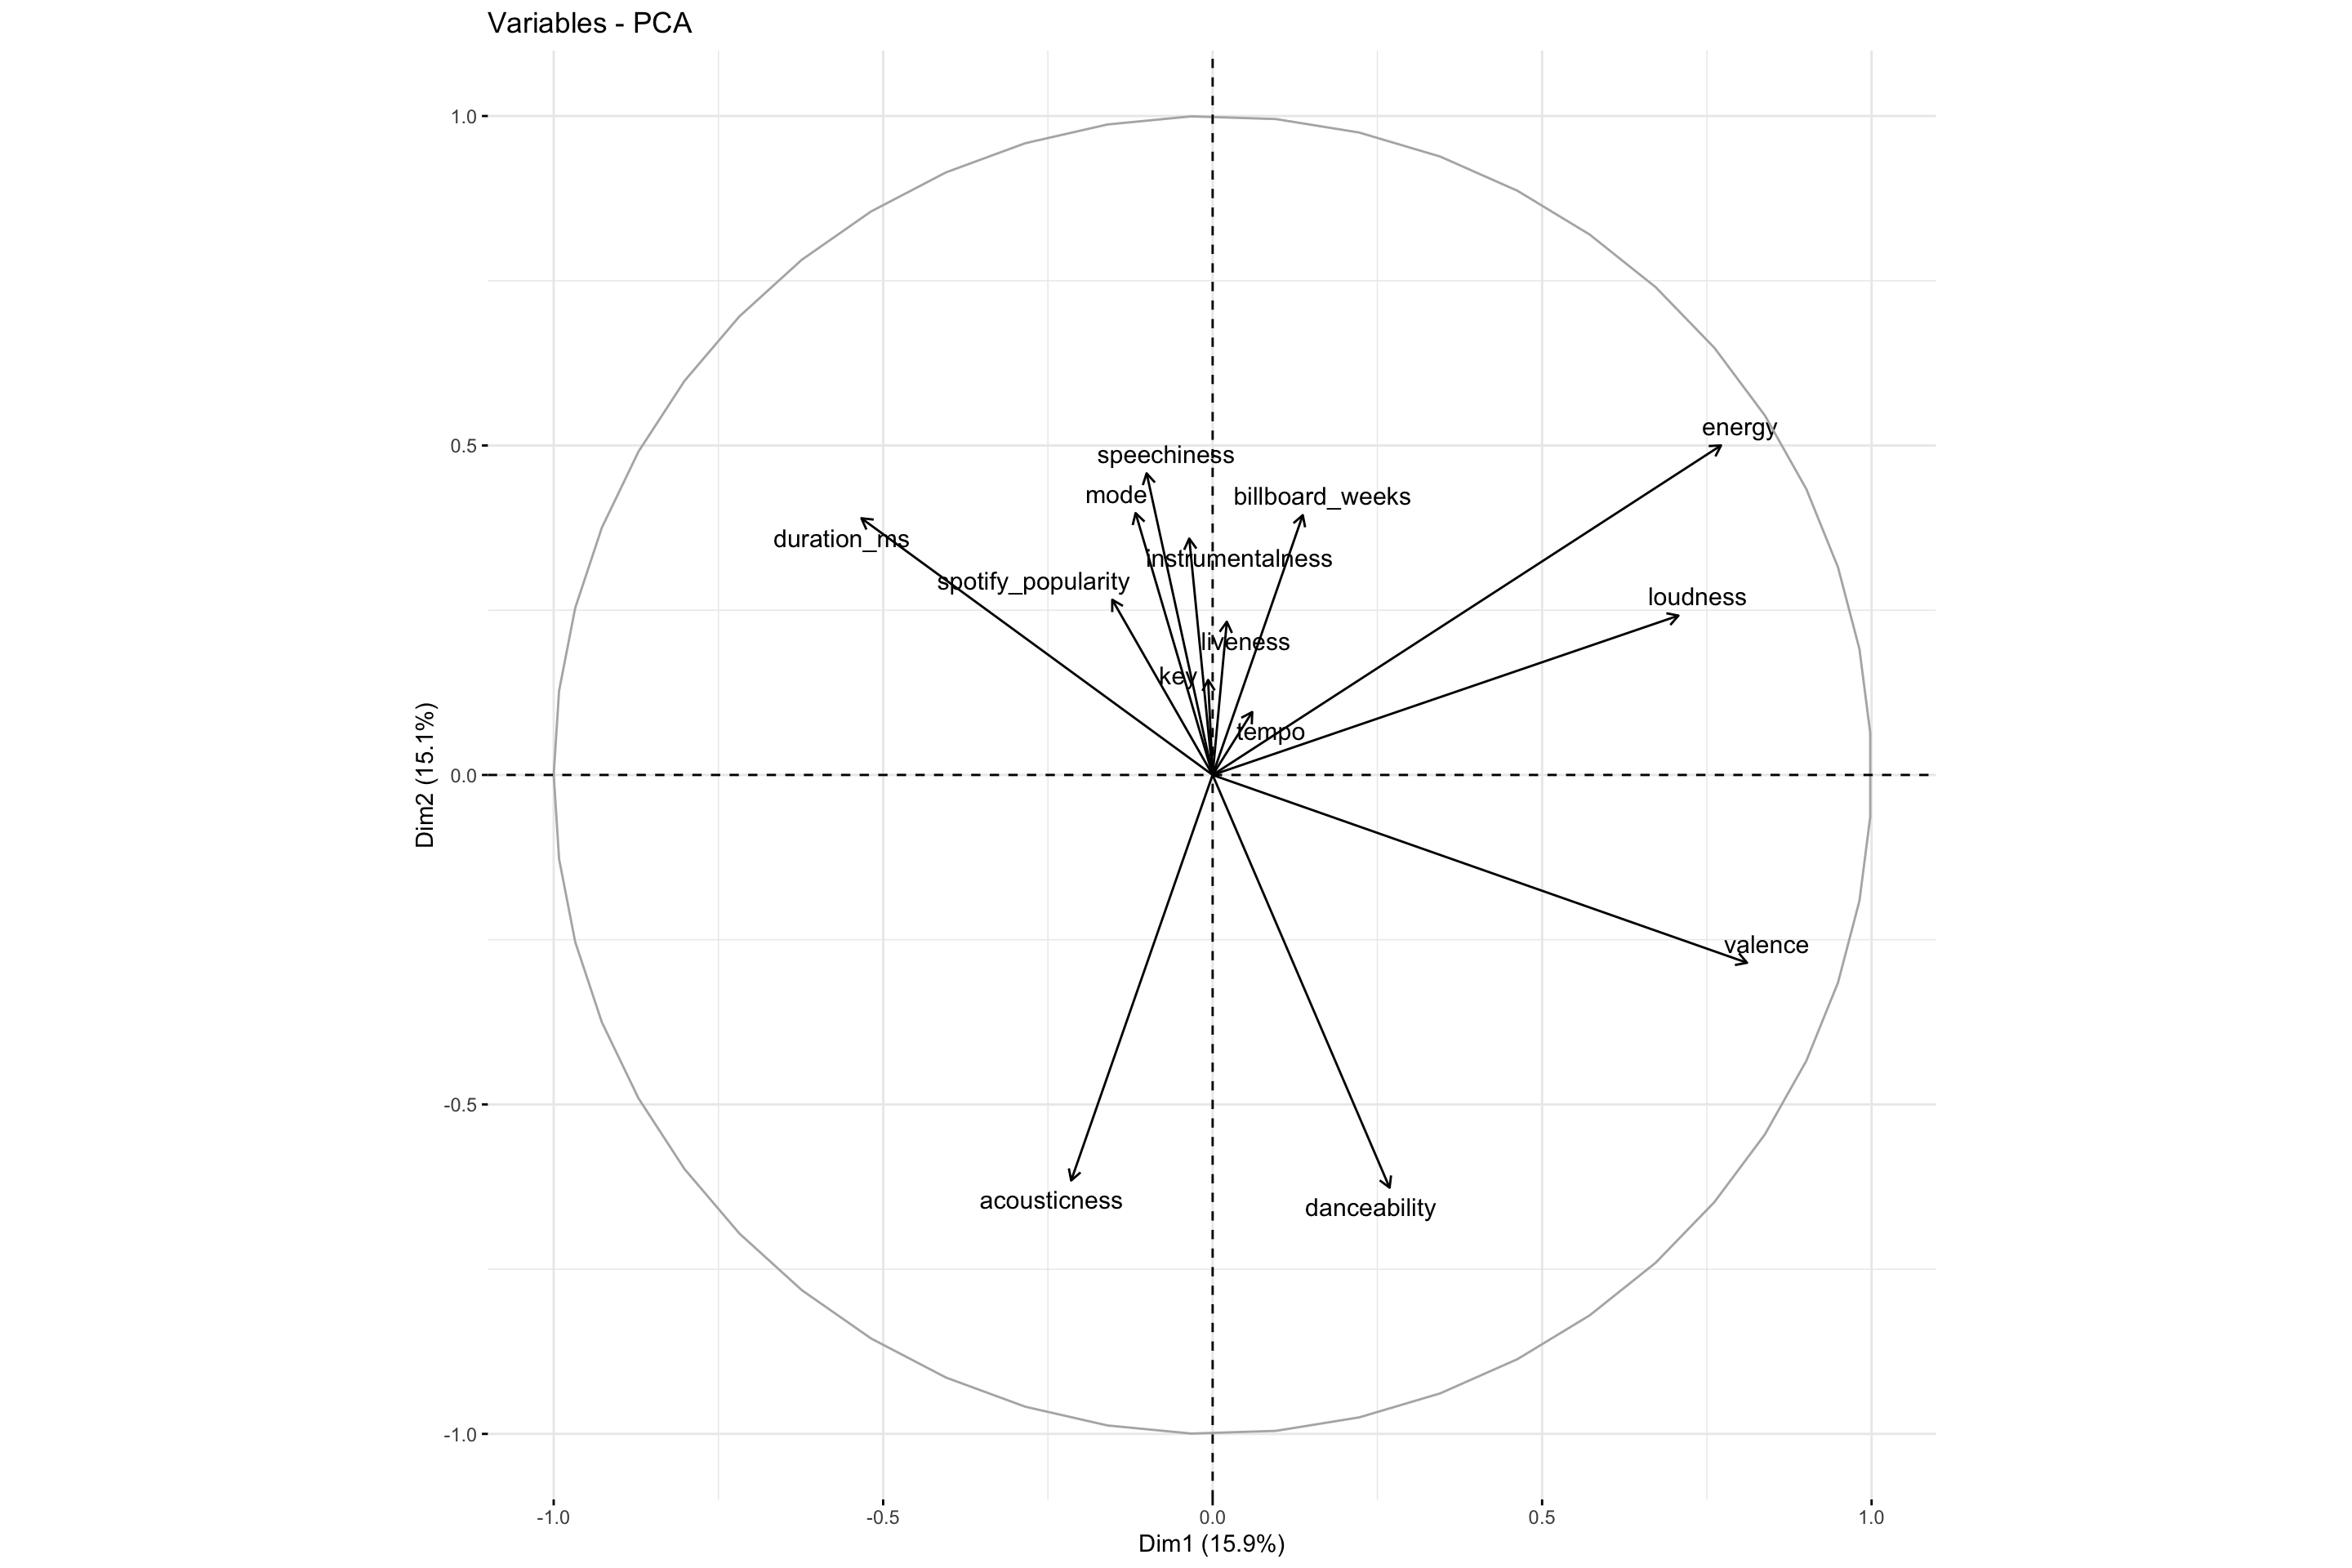 Variables - PCA
1.0
0.5
0.0
-0.5
-1.0
Dim2 (15.1%)
energy
speechiness
mode
billboard_weeks
duration_ms
instrumentalness
spotify_popularity
loudness
liveness
key
tempo
valence
acousticness
danceability
-1.0
-0.5
0.0
0.5
1.0
Dim1 (15.9%)